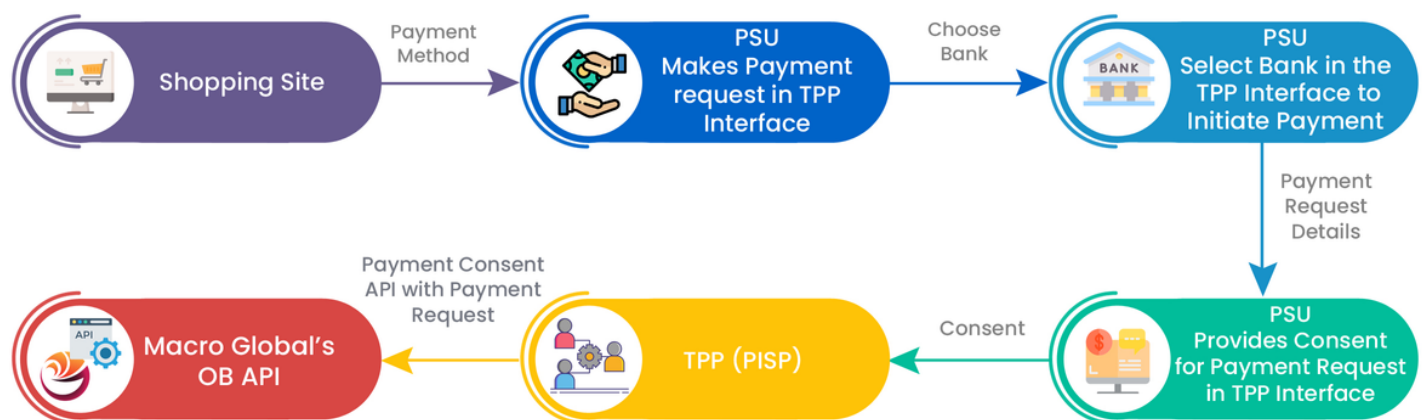 Shopping Site
Payment
Method
PSU
Makes Payment
request in TPP
Interface
Choose
Bank
BANK
PSU
Select Bank in the
TPP Interface to
Initiate Payment
Payment
Request
Details
PSU
Provides Consent
for Payment Request
in TPP Interface
Consent
TPP (PISP)
Payment Consent
API with Payment
Request
API
Macro Global's
OB API